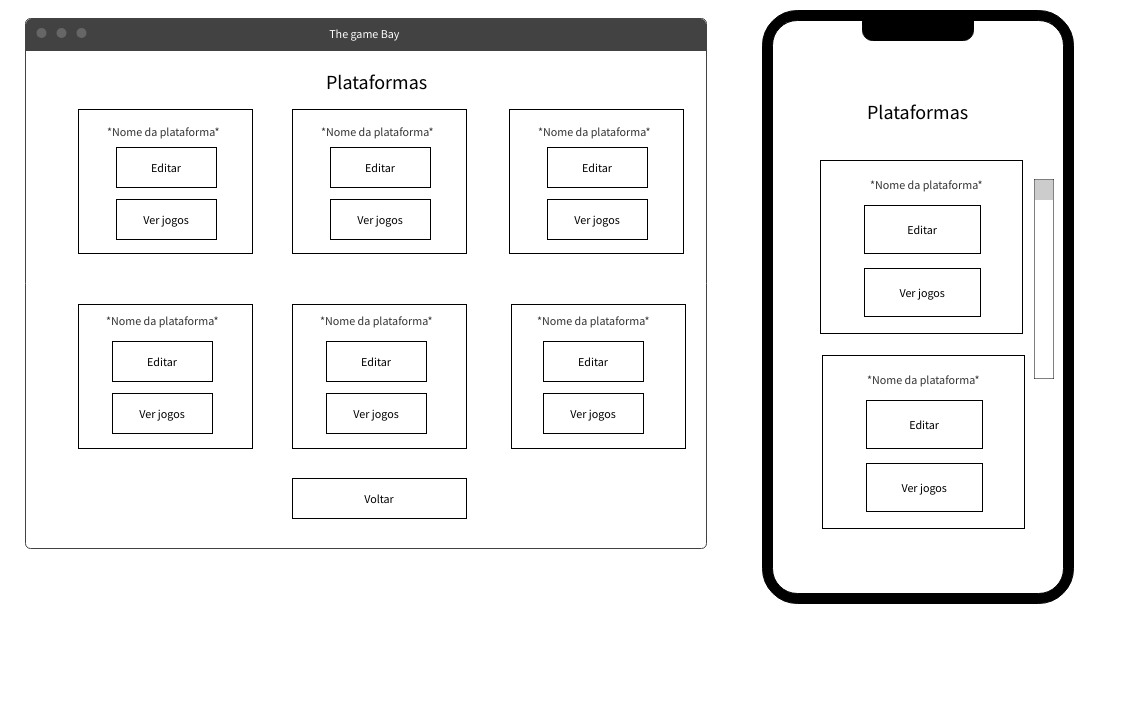 The game Bay
Plataformas
*Nome da plataforma* *Nome da plataforma* *Nome da plataforma*
Editar Editar Editar
Ver jogos Ver jogos Ver jogos
*Nome da plataforma* *Nome da plataforma* *Nome da plataforma*
Editar Editar Editar
Ver jogos Ver jogos Ver jogos
Voltar
Plataformas
*Nome da plataforma*
Editar
Ver jogos
*Nome da plataforma*
Editar
Ver jogos